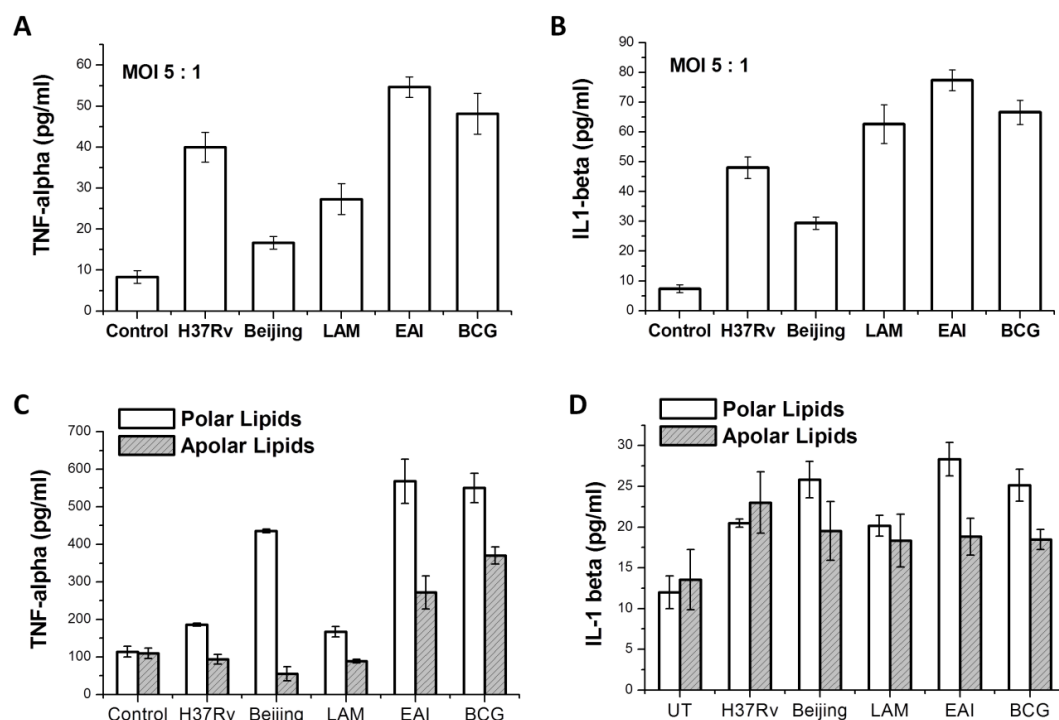 A
TNF-alpha (pg/ml)
MOI 5 : 1
60
50
40
30
20
10
0
Control H37Rv Beijing LAM EAI BCG
B
IL1-beta (pg/ml)
MOI 5 : 1
90
80
70
60
50
40
30
20
10
0
Control H37Rv Beijing LAM EAI BCG
C
Polar Lipids
Apolar Lipids
TNF-alpha (pg/ml)
700
600
500
400
300
200
100
0
Control H37Rv Beijing LAM EAI BCG
D
Polar Lipids
Apolar Lipids
IL-1 beta (pg/ml)
30
25
20
15
10
5
0
UT H37Rv Beijing LAM EAI BCG